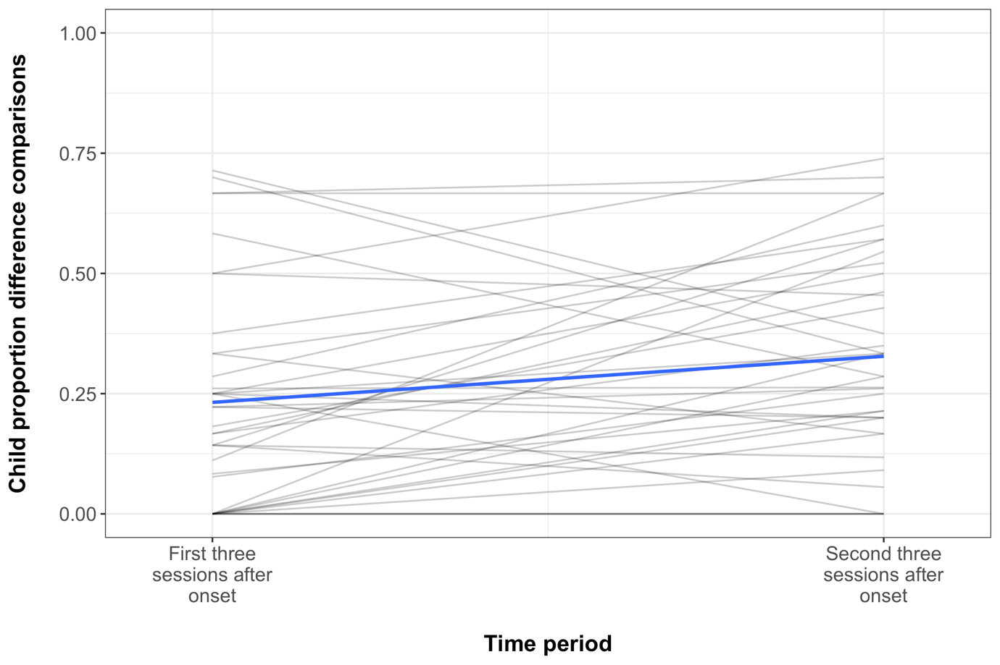 Child proportion difference comparisons
1.00
0.75
0.50
0.25
0.00
First three
sessions after
onset
Second three
sessions after
onset
Time period